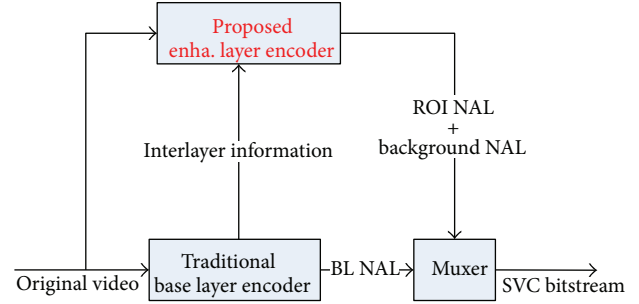 Proposed
enha. layer encoder
ROI NAL
+
background NAL
Interlayer information
Original video
Traditional
base layer encoder
BL NAL
Muxer
SVC bitstream